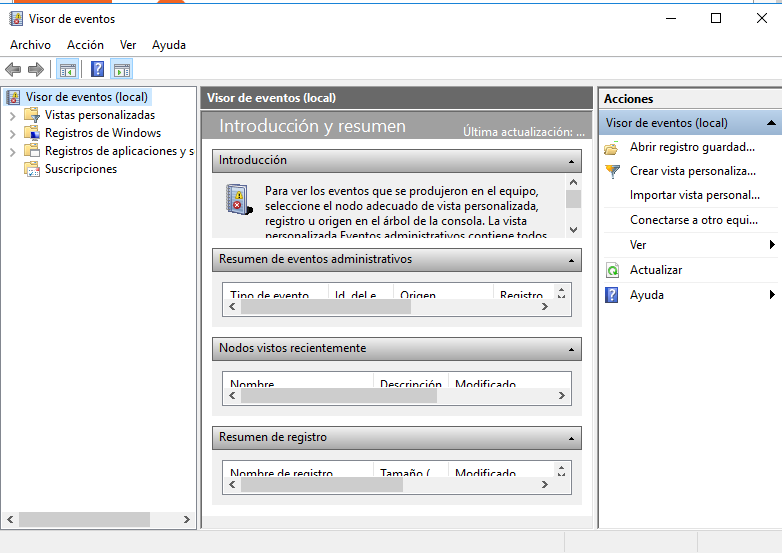 Visor de eventos
Archivo Acción Ver Ayuda
Visor de eventos (local)
Vistas personalizadas
Registros de Windows
Registros de aplicaciones y s
Suscripciones
Visor de eventos (local)
Introducción y resumen
Última actualización: ...
Introducción
Para ver los eventos que se produjeron en el equipo,
seleccione el nodo adecuado de vista personalizada,
registro u origen en el árbol de la consola. La vista
personalizada Eventos administrativos contiene todos
Resumen de eventos administrativos
Tipo de evento Id. del e Origen Registro
Nodos vistos recientemente
Nombre Descripción Modificado
Resumen de registro
Nombre de registro Tamaño ( Modificado
Acciones
Visor de eventos (local)
Abrir registro guardad...
Crear vista personaliza...
Importar vista personal...
Conectarse a otro equi...
Ver
Actualizar
Ayuda